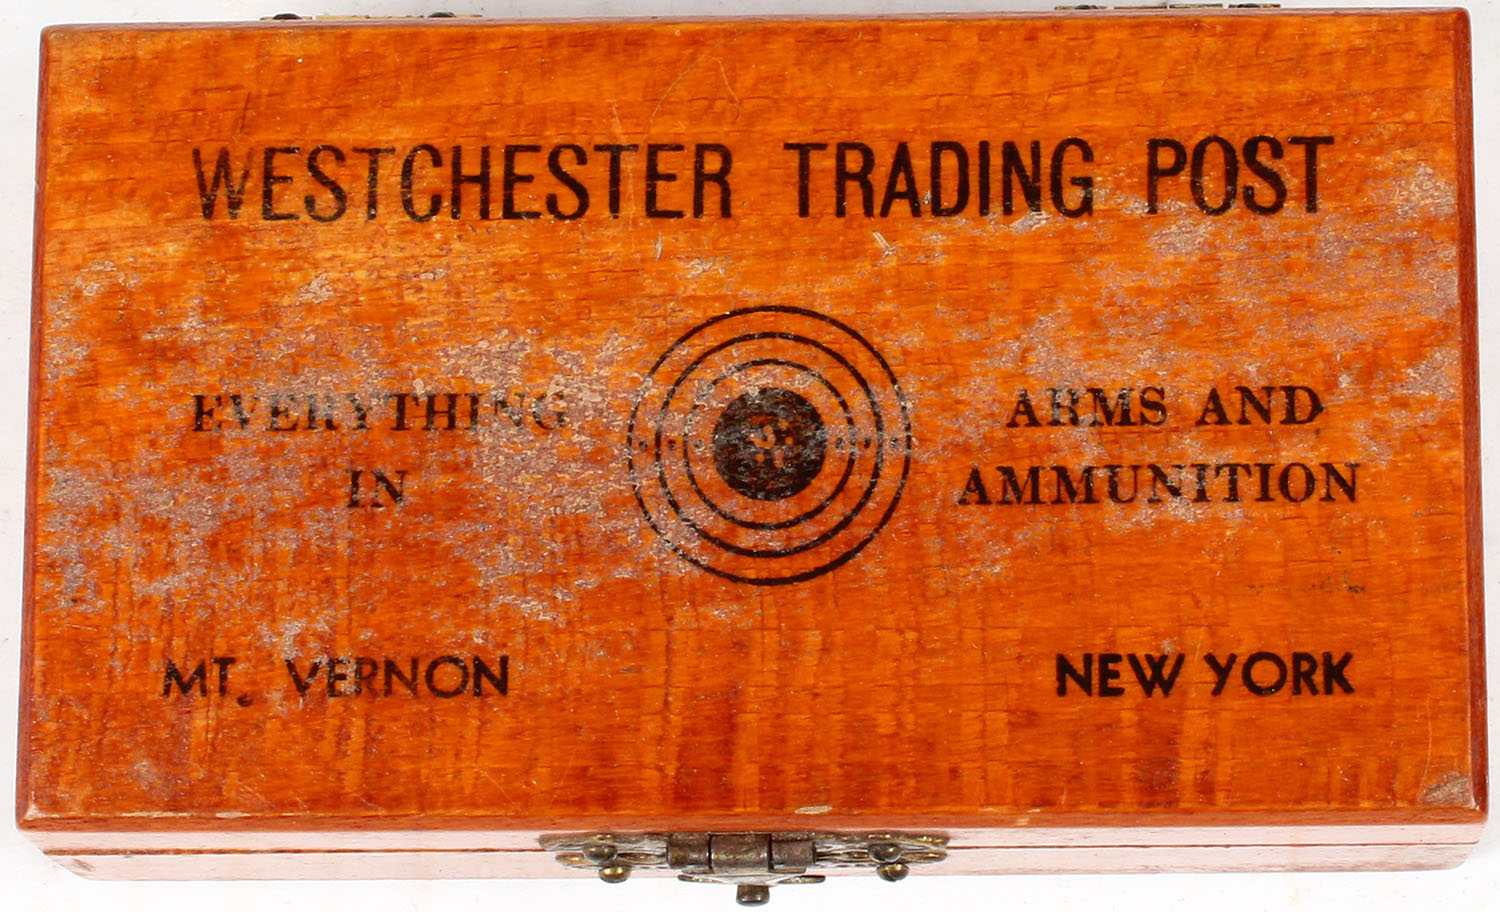 WESTCHESTER TRADING POST
EVERYTHING
IN
ARMS AND
AMMUNITION
MT. VERNON
NEW YORK